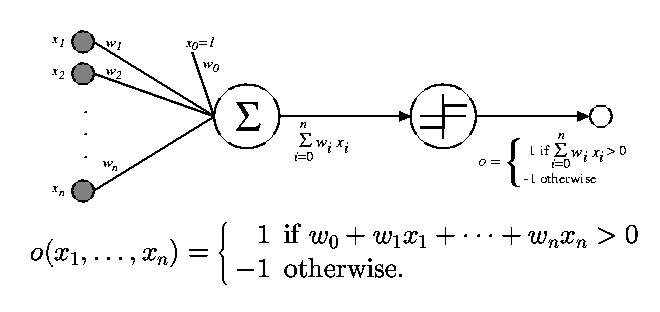 x₁ w₁ x₀=1
x₂ w₂ w₀
.
.
.
xₙ wₙ
Σ
n
Σ wᵢ xᵢ
i=0
o = { 1 if Σ wᵢ xᵢ > 0
n
i=0
-1 otherwise
o(x₁, . . . , xₙ) = { 1 if w₀ + w₁x₁ + · · · + wₙxₙ > 0
−1 otherwise.